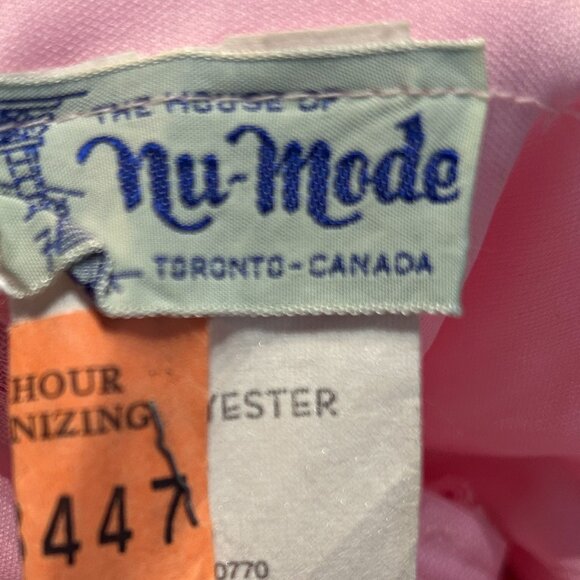 THE HOUSE OF
Nu-Mode
TORONTO-CANADA
HOUR
NIZING
447
YESTER
0770